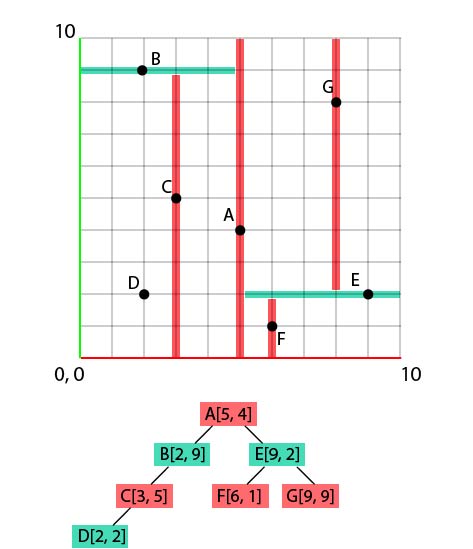 10
B
G
C
A
D
E
F
0, 0
10
A[5, 4]
B[2, 9] E[9, 2]
C[3, 5] F[6, 1] G[9, 9]
D[2, 2]